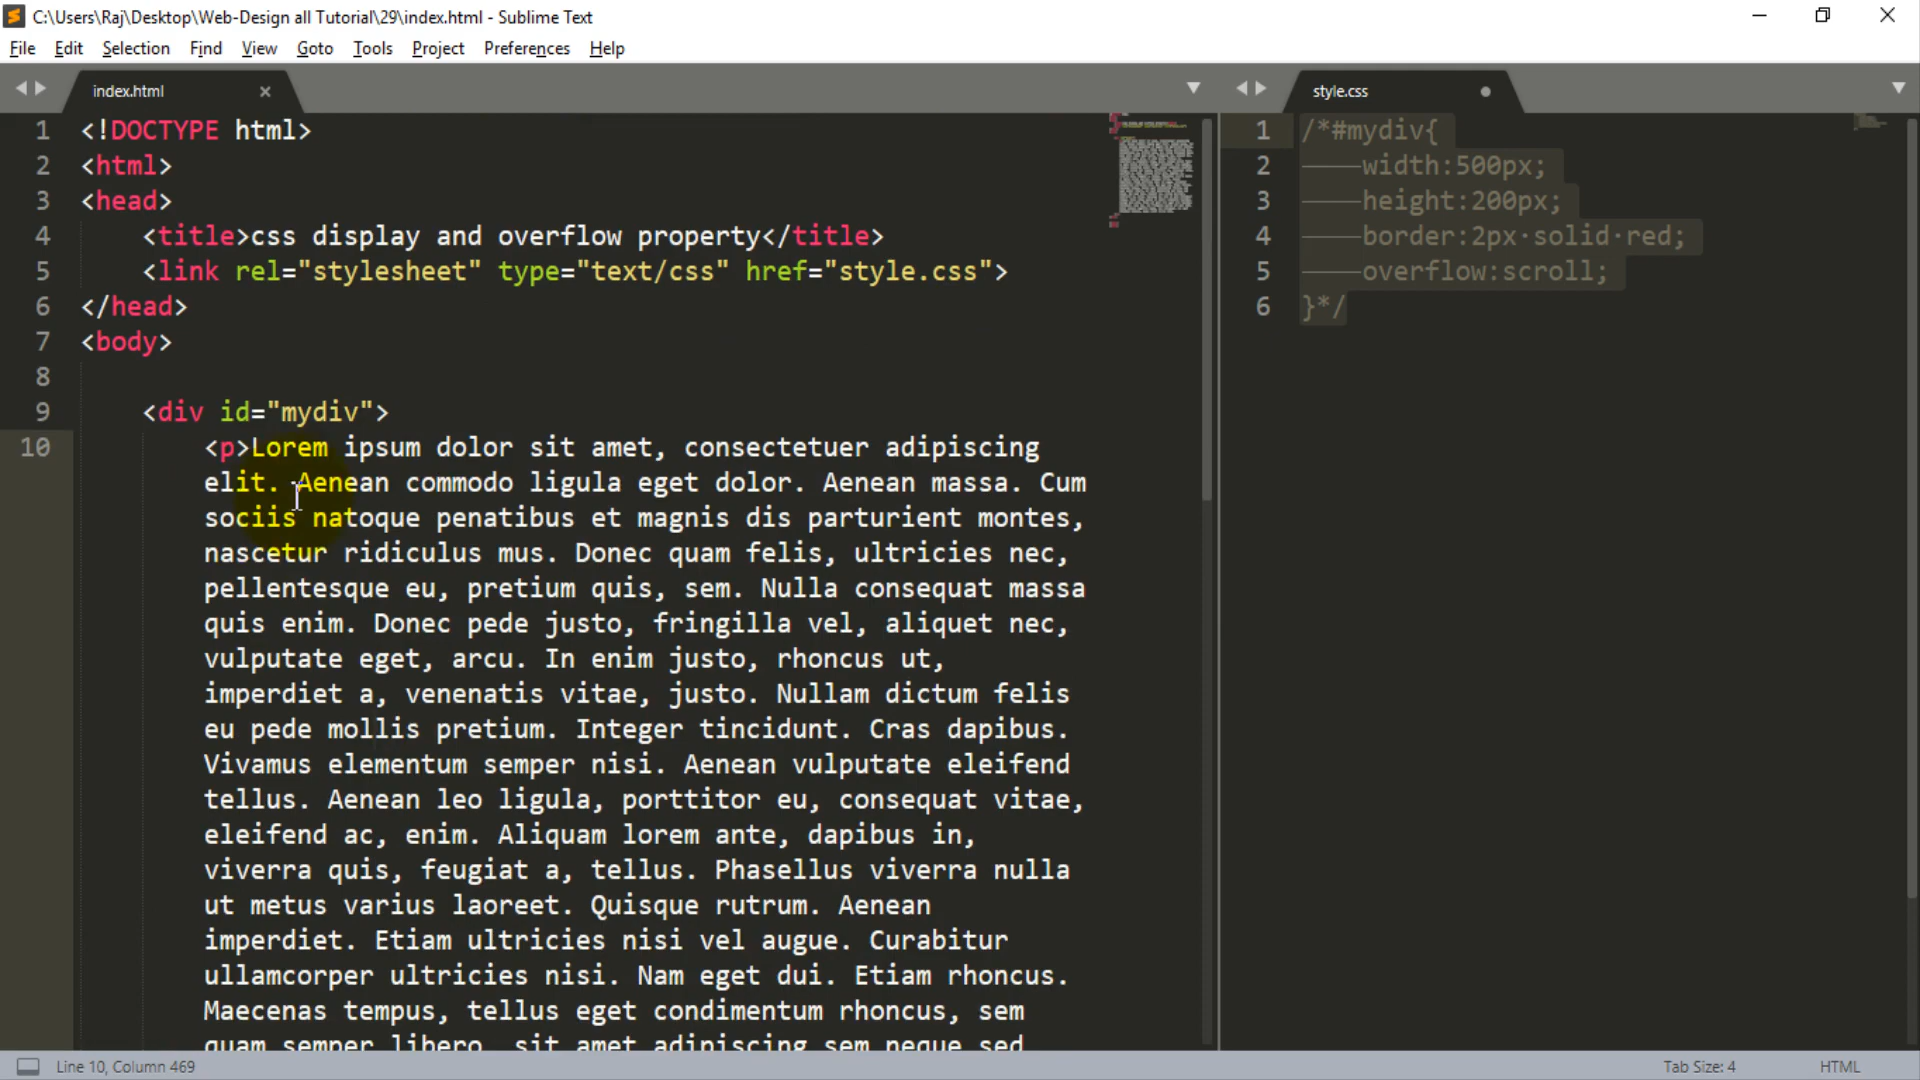 C:\Users\Raj\Desktop\Web-Design all Tutorial\29\index.html - Sublime Text
File Edit Selection Find View Goto Tools Project Preferences Help
index.html
style.css
1 <!DOCTYPE html>
2 <html>
3 <head>
4 <title>css display and overflow property</title>
5 <link rel="stylesheet" type="text/css" href="style.css">
6 </head>
7 <body>
8
9 <div id="mydiv">
10 <p>Lorem ipsum dolor sit amet, consectetuer adipiscing
elit. Aenean commodo ligula eget dolor. Aenean massa. Cum
sociis natoque penatibus et magnis dis parturient montes,
nascetur ridiculus mus. Donec quam felis, ultricies nec,
pellentesque eu, pretium quis, sem. Nulla consequat massa
quis enim. Donec pede justo, fringilla vel, aliquet nec,
vulputate eget, arcu. In enim justo, rhoncus ut,
imperdiet a, venenatis vitae, justo. Nullam dictum felis
eu pede mollis pretium. Integer tincidunt. Cras dapibus.
Vivamus elementum semper nisi. Aenean vulputate eleifend
tellus. Aenean leo ligula, porttitor eu, consequat vitae,
eleifend ac, enim. Aliquam lorem ante, dapibus in,
viverra quis, feugiat a, tellus. Phasellus viverra nulla
ut metus varius laoreet. Quisque rutrum. Aenean
imperdiet. Etiam ultricies nisi vel augue. Curabitur
ullamcorper ultricies nisi. Nam eget dui. Etiam rhoncus.
Maecenas tempus, tellus eget condimentum rhoncus, sem
quam semper libero, sit amet adipiscing sem neque sed
1 /*#mydiv{
2 width:500px;
3 height:200px;
4 border:2px·solid·red;
5 overflow:scroll;
6 }*/
Line 10, Column 469
Tab Size: 4
HTML